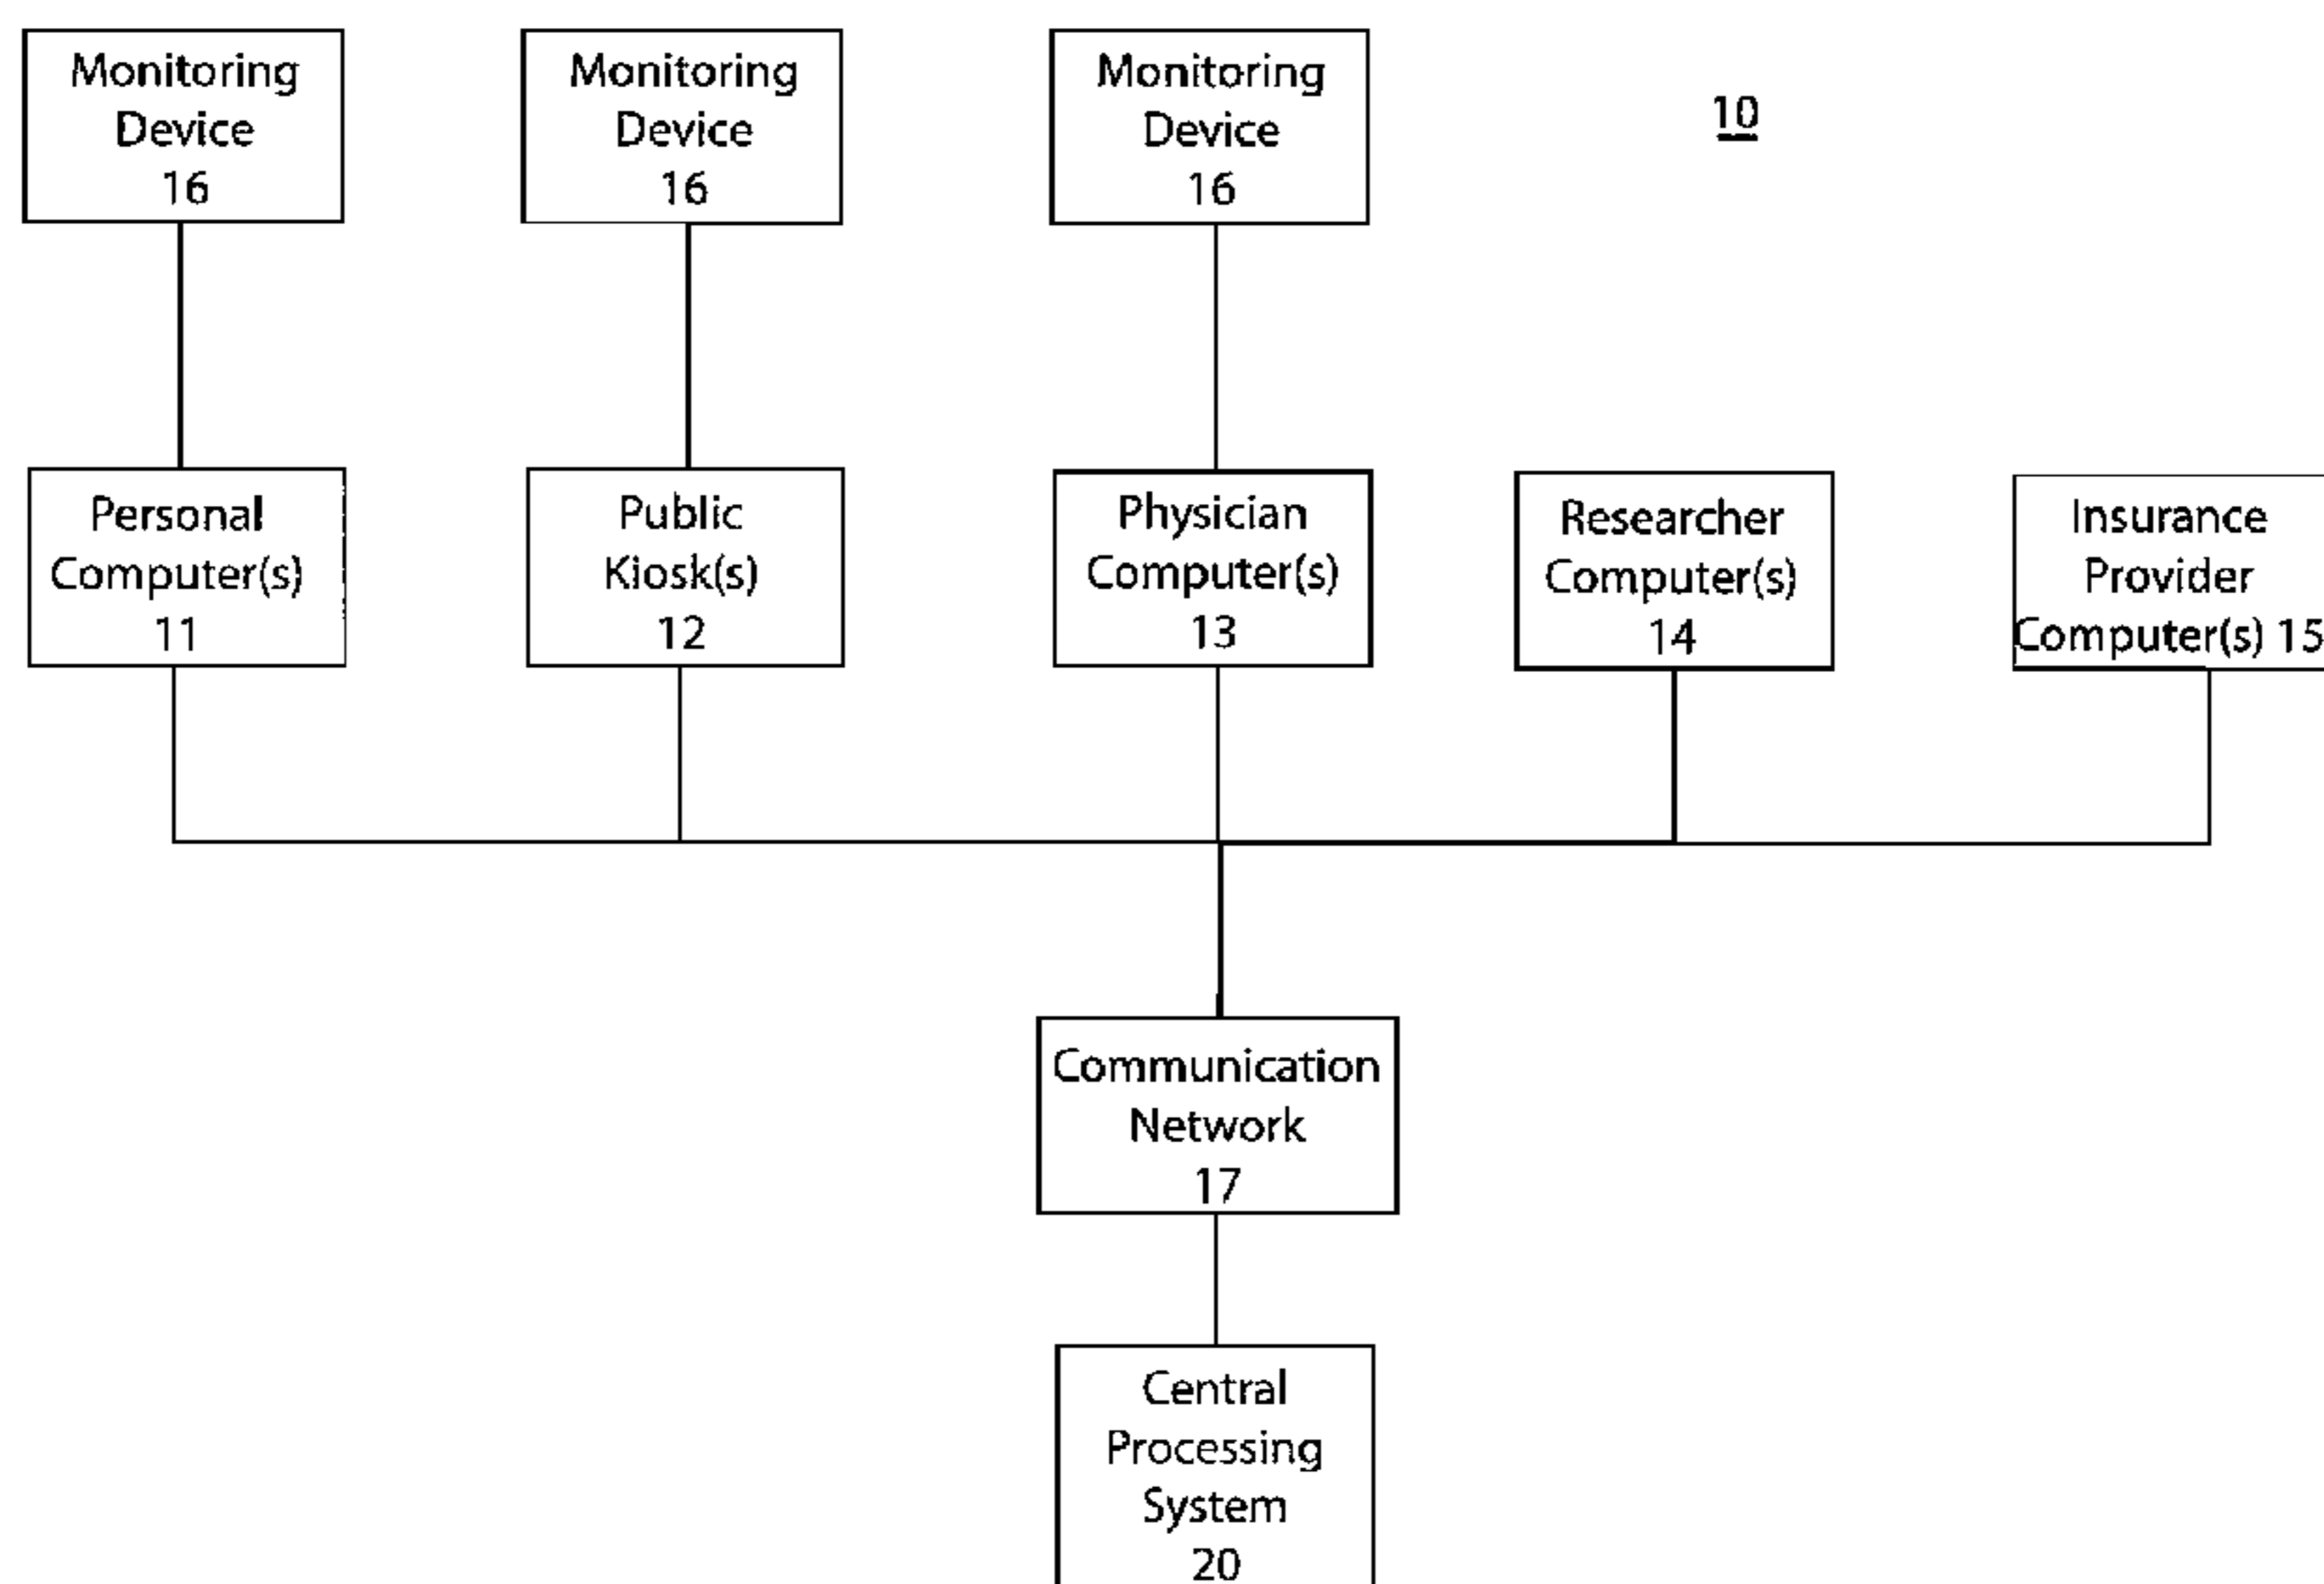 Monitoring
Device
16
Monitoring
Device
16
Monitoring
Device
16
10
Personal
Computer(s)
11
Public
Kiosk(s)
12
Physician
Computer(s)
13
Researcher
Computer(s)
14
Insurance
Provider
Computer(s) 15
Communication
Network
17
Central
Processing
System
20